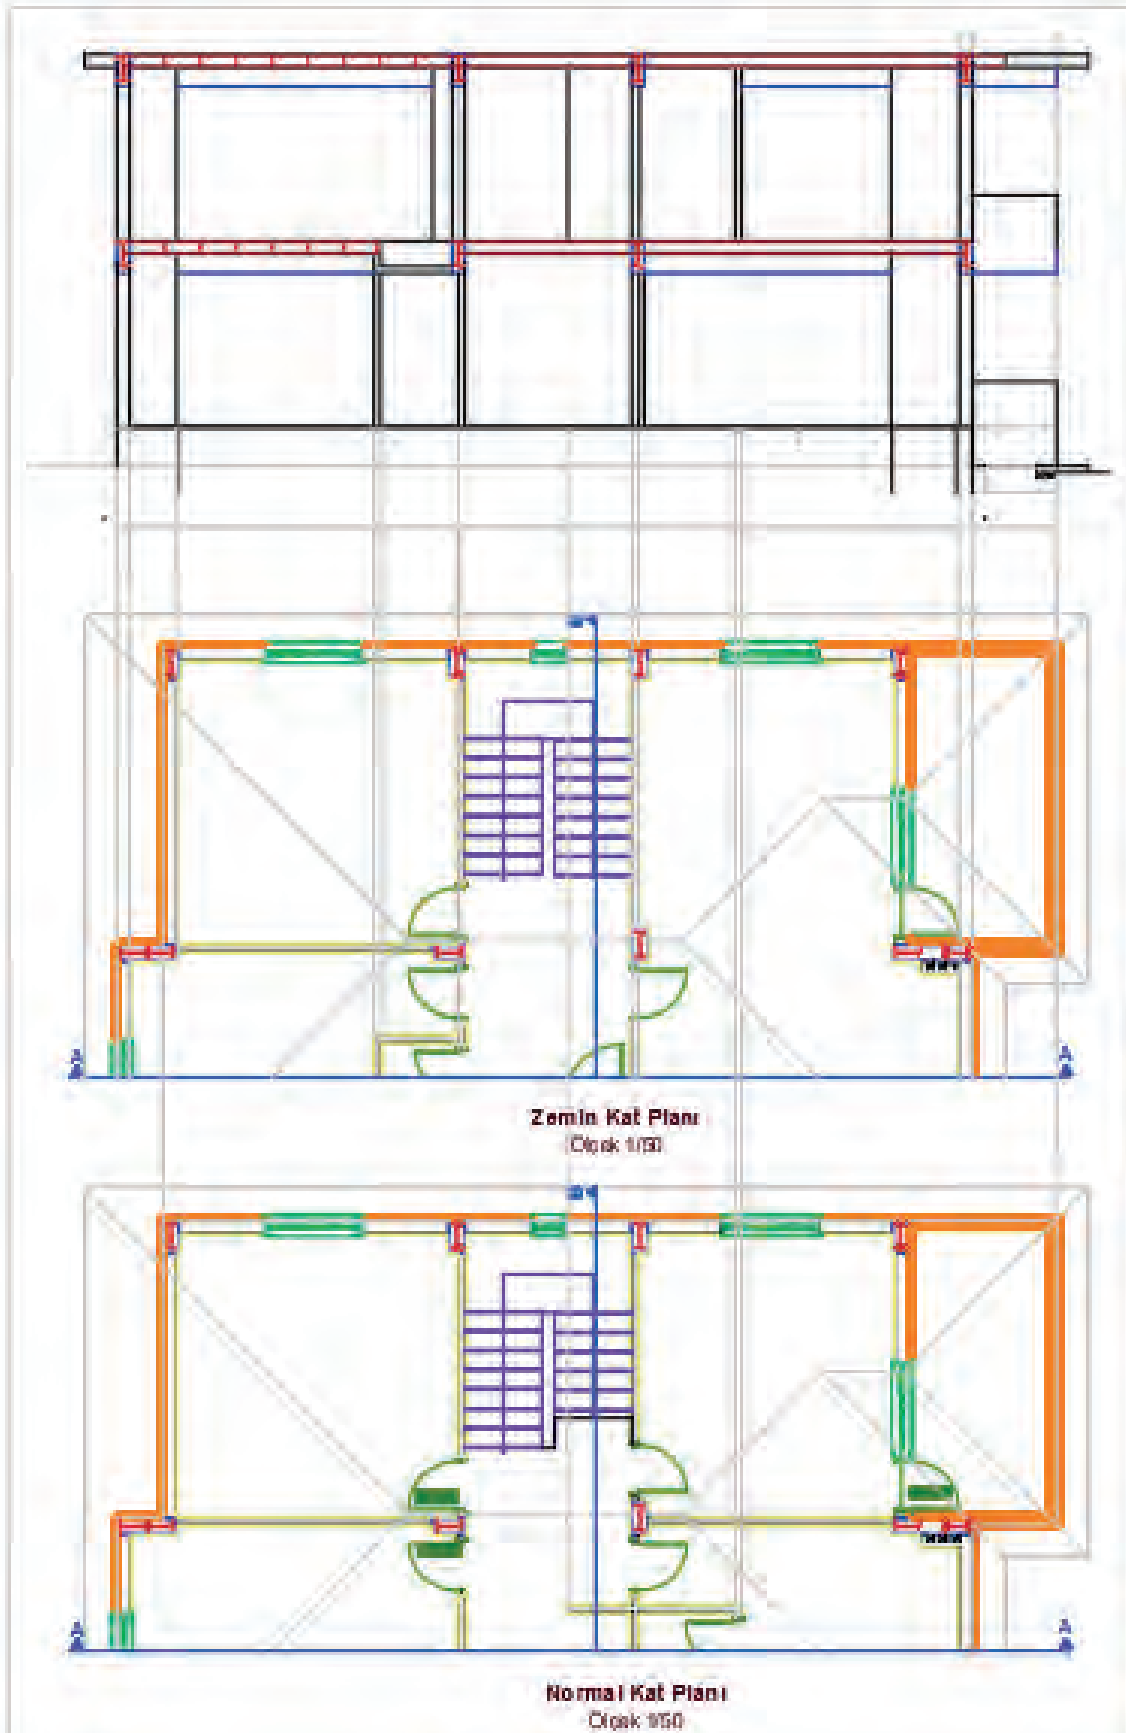 A A
Zemin Kat Planı
Ölçek 1/50
A A
Normal Kat Planı
Ölçek 1/50